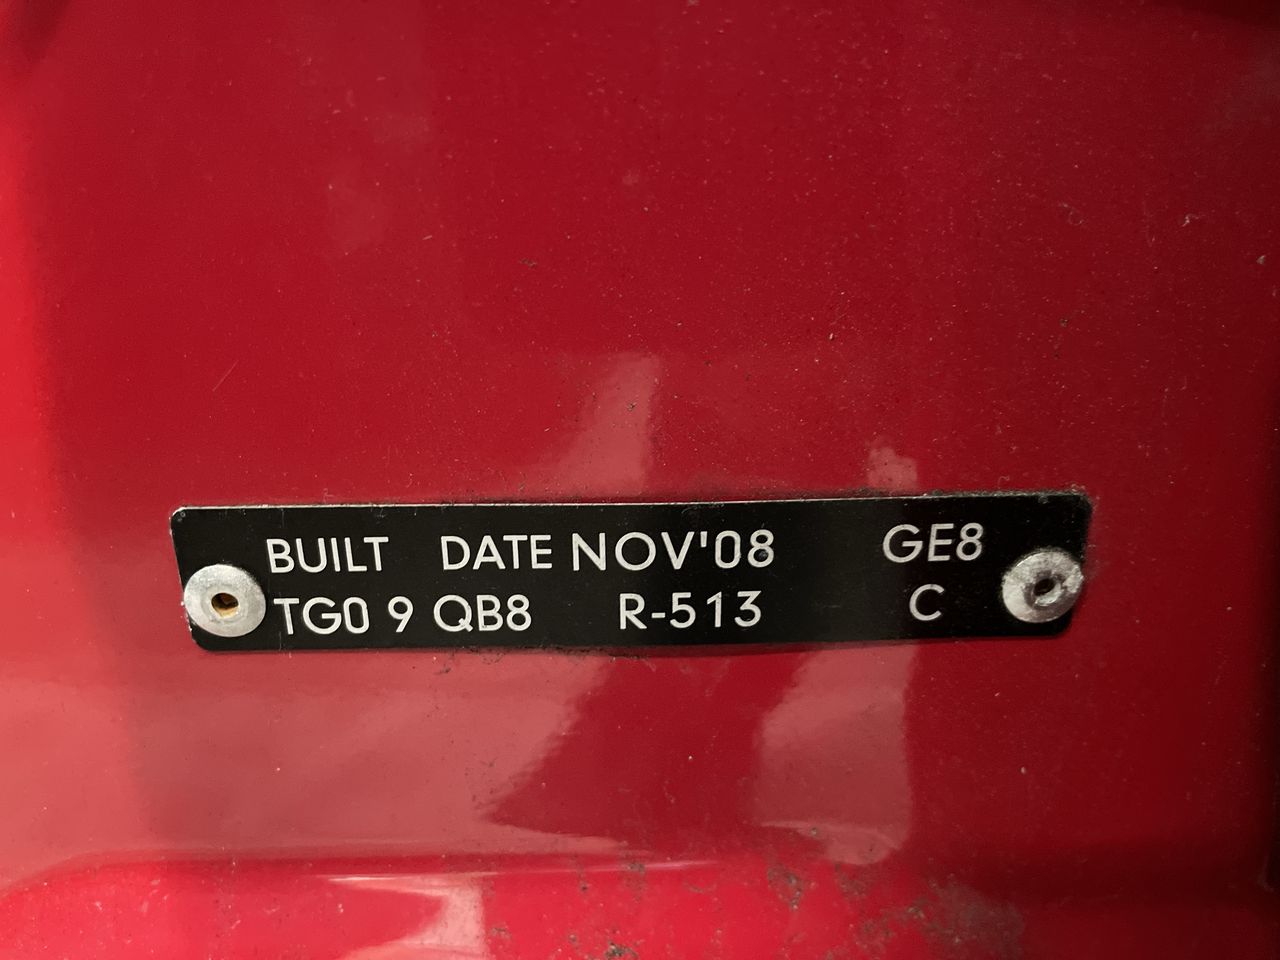 BUILT DATE NOV'08 GE8
TG0 9 QB8 R-513 C